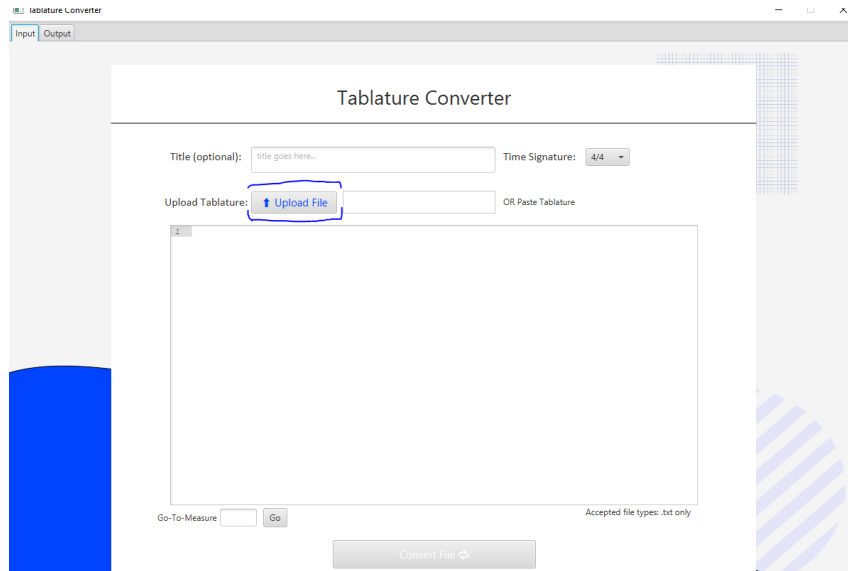 Tablature Converter
Input Output
Tablature Converter
Title (optional): title goes here... Time Signature: 4/4
Upload Tablature: Upload File OR Paste Tablature
1
Accepted file types: .txt only
Go-To-Measure Go
Convert File